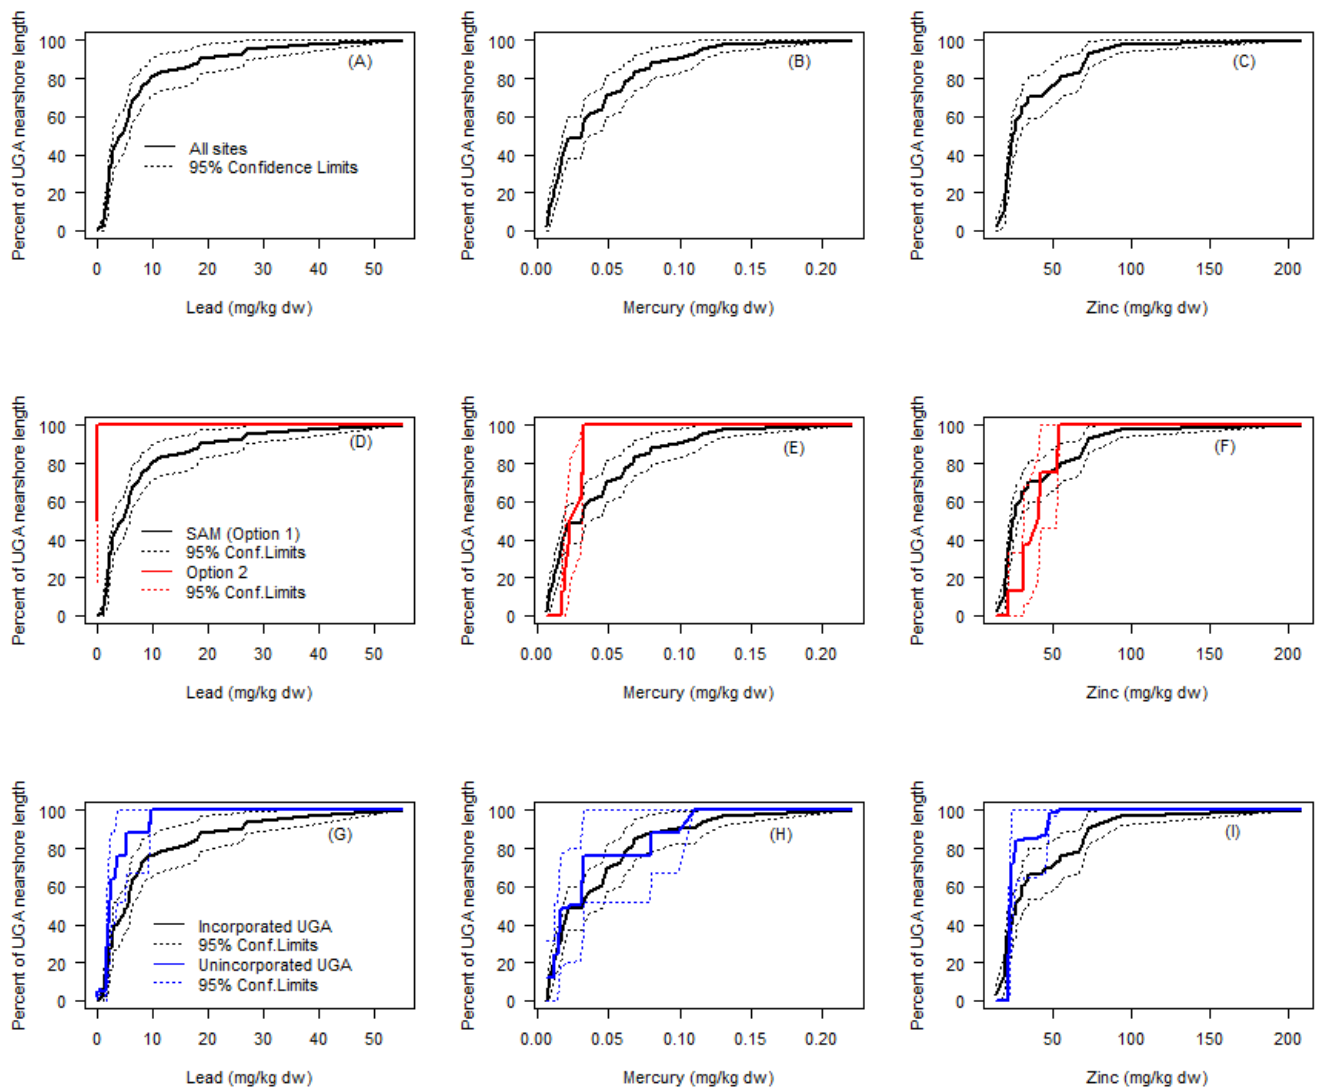 Percent of UGA nearshore length
100
80
60
40
20
0
(A)
All sites
95% Confidence Limits
0 10 20 30 40 50
Lead (mg/kg dw)
Percent of UGA nearshore length
100
80
60
40
20
0
(B)
0.00 0.05 0.10 0.15 0.20
Mercury (mg/kg dw)
Percent of UGA nearshore length
100
80
60
40
20
0
(C)
50 100 150 200
Zinc (mg/kg dw)
Percent of UGA nearshore length
100
80
60
40
20
0
(D)
SAM (Option 1)
95% Conf.Limits
Option 2
95% Conf.Limits
0 10 20 30 40 50
Lead (mg/kg dw)
Percent of UGA nearshore length
100
80
60
40
20
0
(E)
0.00 0.05 0.10 0.15 0.20
Mercury (mg/kg dw)
Percent of UGA nearshore length
100
80
60
40
20
0
(F)
50 100 150 200
Zinc (mg/kg dw)
Percent of UGA nearshore length
100
80
60
40
20
0
(G)
Incorporated UGA
95% Conf.Limits
Unincorporated UGA
95% Conf.Limits
0 10 20 30 40 50
Lead (mg/kg dw)
Percent of UGA nearshore length
100
80
60
40
20
0
(H)
0.00 0.05 0.10 0.15 0.20
Mercury (mg/kg dw)
Percent of UGA nearshore length
100
80
60
40
20
0
(I)
50 100 150 200
Zinc (mg/kg dw)